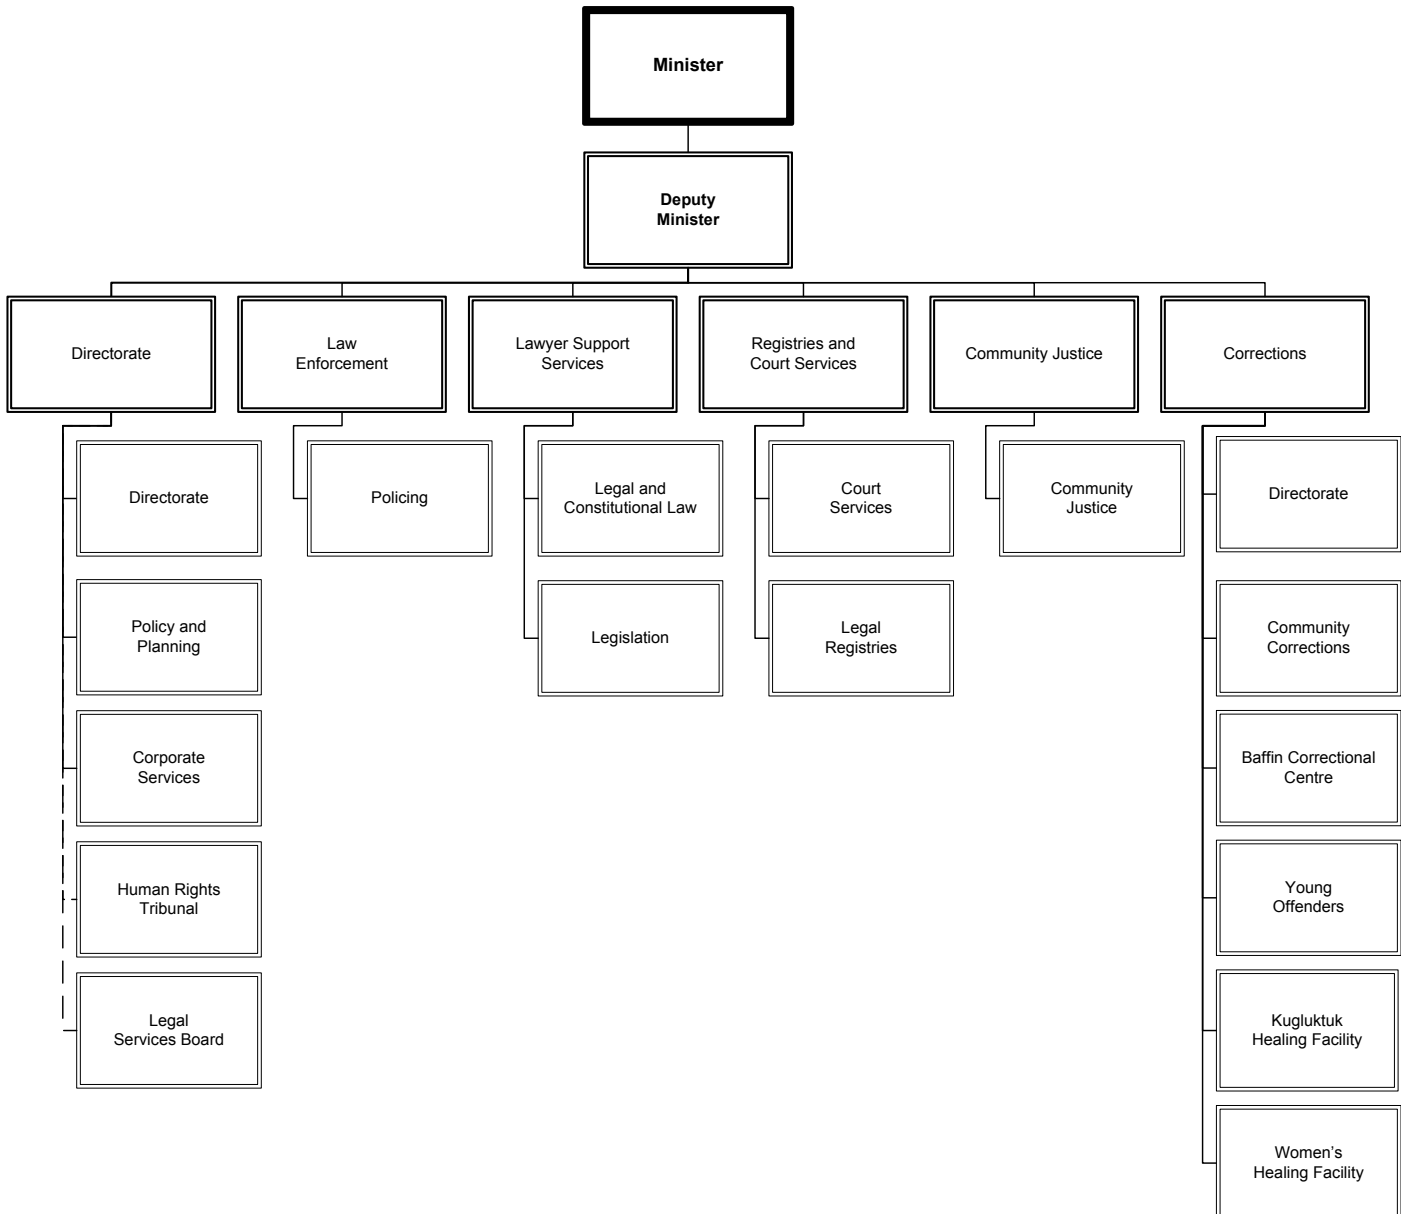 Minister
Deputy
Minister
Directorate
Law
Enforcement
Lawyer Support
Services
Registries and
Court Services
Community Justice
Corrections
Directorate
Policy and
Planning
Corporate
Services
Human Rights
Tribunal
Legal
Services Board
Policing
Legal and
Constitutional Law
Legislation
Court
Services
Legal
Registries
Community
Justice
Directorate
Community
Corrections
Baffin Correctional
Centre
Young
Offenders
Kugluktuk
Healing Facility
Women’s
Healing Facility